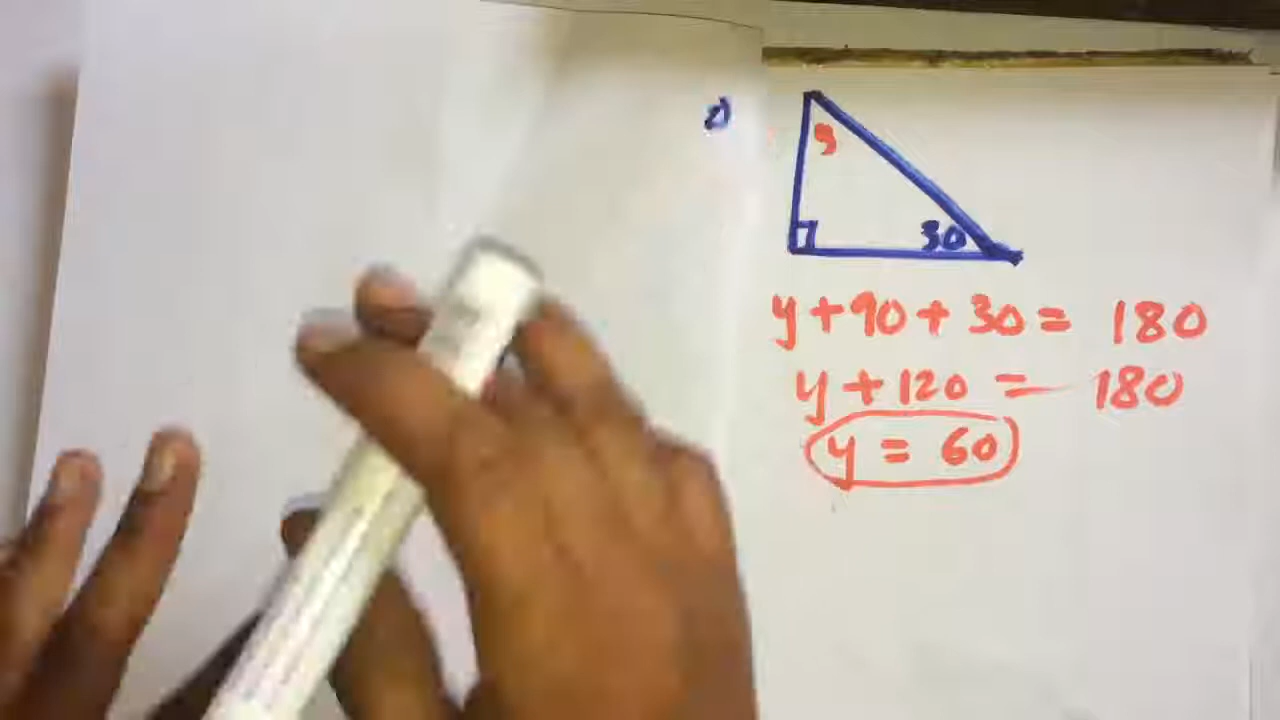 y
30
y + 90 + 30 = 180
y + 120 = 180
y = 60